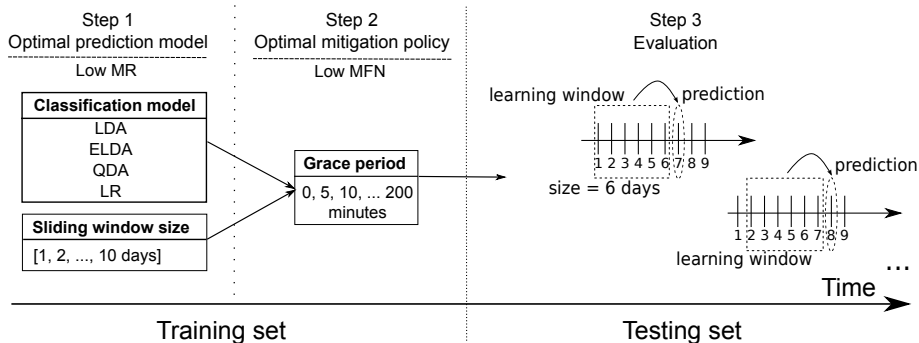 Step 1
Optimal prediction model
Low MR
Classification model
LDA
ELDA
QDA
LR
Sliding window size
[1, 2, ..., 10 days]
Step 2
Optimal mitigation policy
Low MFN
Grace period
0, 5, 10, ... 200
minutes
Step 3
Evaluation
learning window
prediction
1 2 3 4 5 6 7 8 9
size = 6 days
prediction
1 2 3 4 5 6 7 8 9
learning window
...
Time
Training set
Testing set